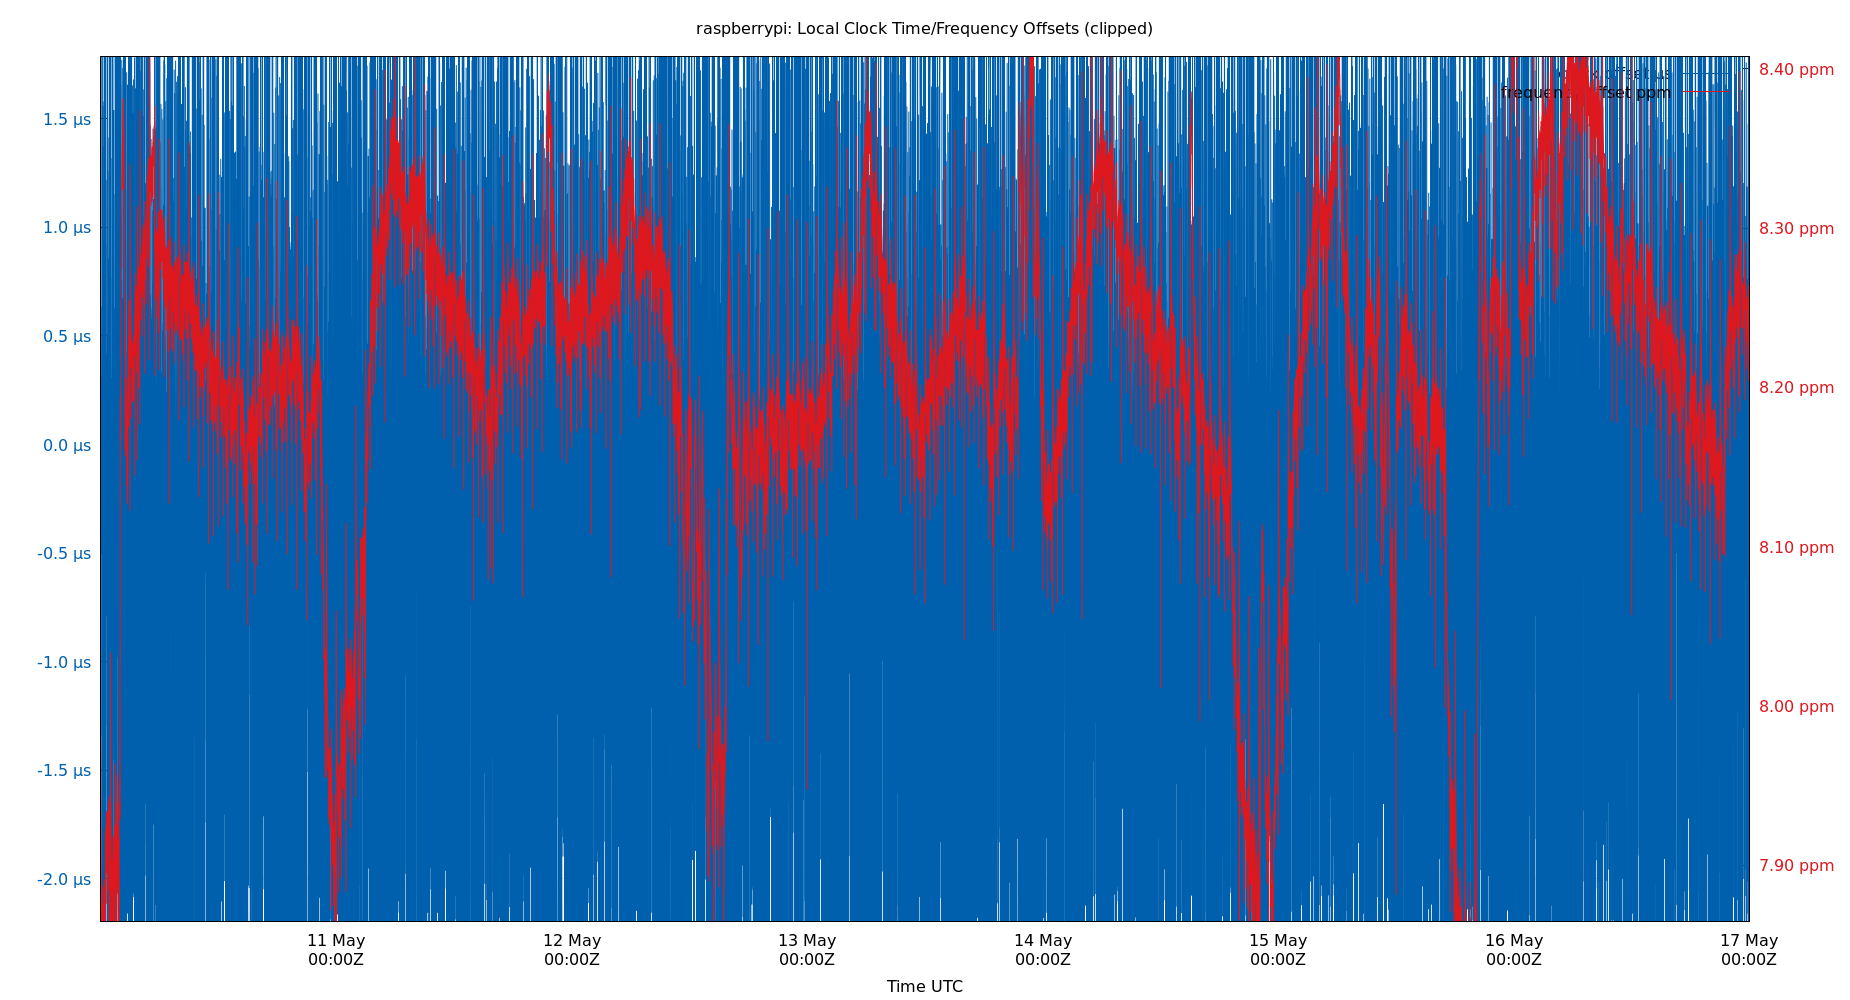 raspberrypi: Local Clock Time/Frequency Offsets (clipped)
8.40 ppm
frequency offset ppm
1.5 µs
1.0 µs
8.30 ppm
0.5 µs
8.20 ppm
0.0 µs
-0.5 µs
8.10 ppm
-1.0 µs
8.00 ppm
-1.5 µs
7.90 ppm
-2.0 µs
11 May
00:00Z
12 May
00:00Z
13 May
00:00Z
14 May
00:00Z
15 May
00:00Z
16 May
00:00Z
17 May
00:00Z
Time UTC